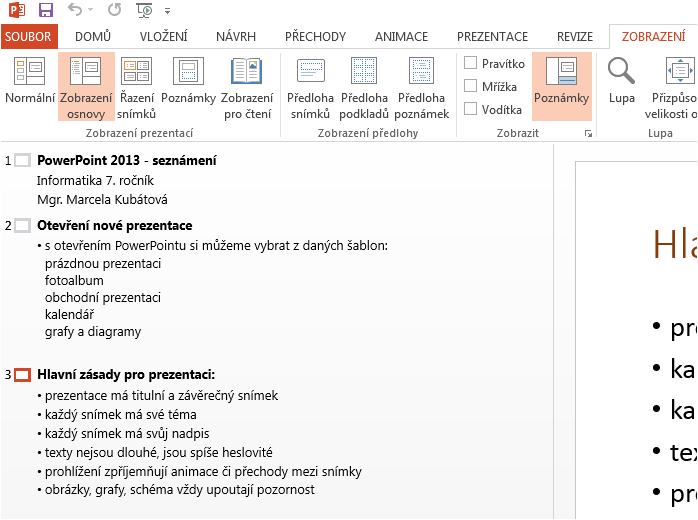 SOUBOR DOMŮ VLOŽENÍ NÁVRH PŘECHODY ANIMACE PREZENTACE REVIZE ZOBRAZENÍ
Normální Zobrazení osnovy Řazení snímků Poznámky Zobrazení pro čtení
Zobrazení prezentací
Předloha snímků Předloha podkladů Předloha poznámek
Zobrazení předlohy
Pravítko
Mřížka
Vodítka
Poznámky
Zobrazit
Lupa Přizpůso velikosti o
Lupa
1 PowerPoint 2013 - seznámení
Informatika 7. ročník
Mgr. Marcela Kubátová
2 Otevření nové prezentace
• s otevřením PowerPointu si můžeme vybrat z daných šablon:
prázdnou prezentaci
fotoalbum
obchodní prezentaci
kalendář
grafy a diagramy
3 Hlavní zásady pro prezentaci:
• prezentace má titulní a závěrečný snímek
• každý snímek má své téma
• každý snímek má svůj nadpis
• texty nejsou dlouhé, jsou spíše heslovité
• prohlížení zpříjemňují animace či přechody mezi snímky
• obrázky, grafy, schéma vždy upoutají pozornost
Hla
• pre
• ka
• ka
• tex
• pro